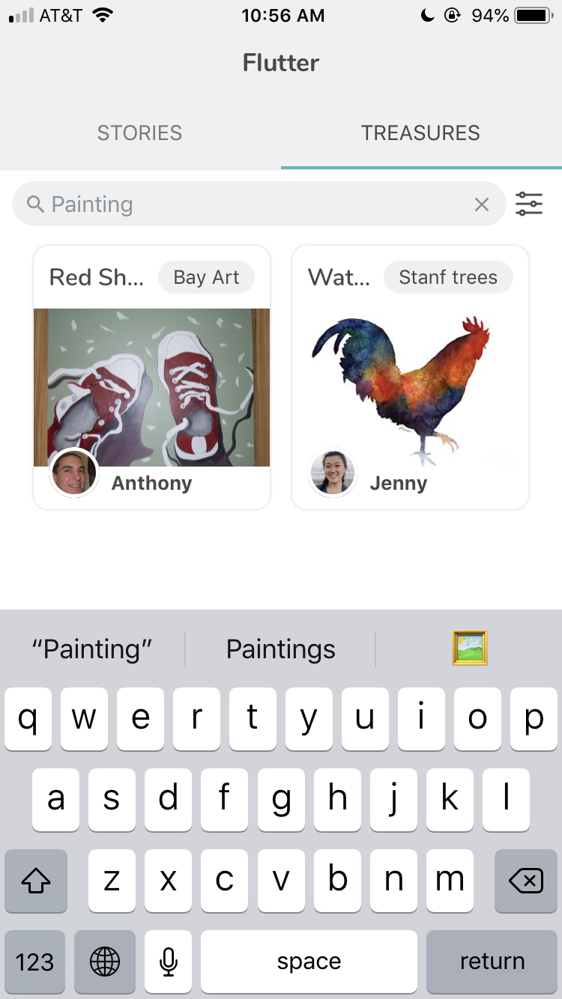 AT&T 10:56 AM 94%
Flutter
STORIES TREASURES
Painting
Red Sh... Bay Art Wat... Stanf trees
Anthony Jenny
“Painting” Paintings
q w e r t y u i o p
a s d f g h j k l
z x c v b n m
123 space return